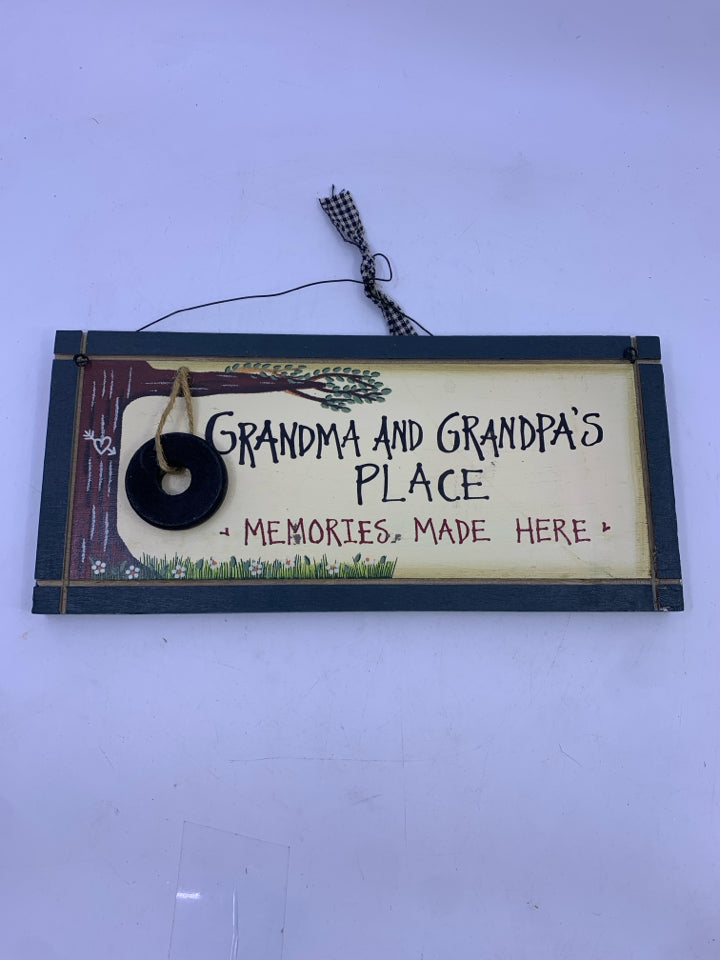 GRANDMA AND GRANDPA'S
PLACE
MEMORIES MADE HERE